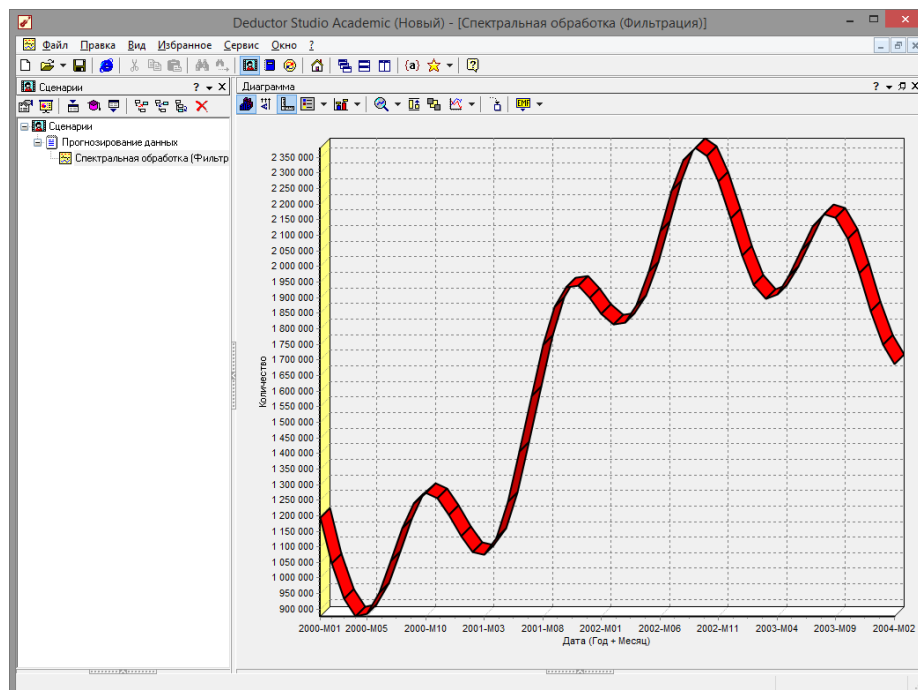 Deductor Studio Academic (Новый) - [Спектральная обработка (Фильтрация)]
Файл Правка Вид Избранное Сервис Окно ?
{a}
Сценарии ?
Диаграмма ?
EMF
Сценарии
Прогнозирование данных
Спектральная обработка (Фильтр
2 350 000
2 300 000
2 250 000
2 200 000
2 150 000
2 100 000
2 050 000
2 000 000
1 950 000
1 900 000
1 850 000
1 800 000
1 750 000
1 700 000
1 650 000
1 600 000
1 550 000
1 500 000
1 450 000
1 400 000
1 350 000
1 300 000
1 250 000
1 200 000
1 150 000
1 100 000
1 050 000
1 000 000
950 000
900 000
Количество
2000-M01 2000-M05 2000-M10 2001-M03 2001-M08 2002-M01 2002-M06 2002-M11 2003-M04 2003-M09 2004-M02
Дата (Год + Месяц)